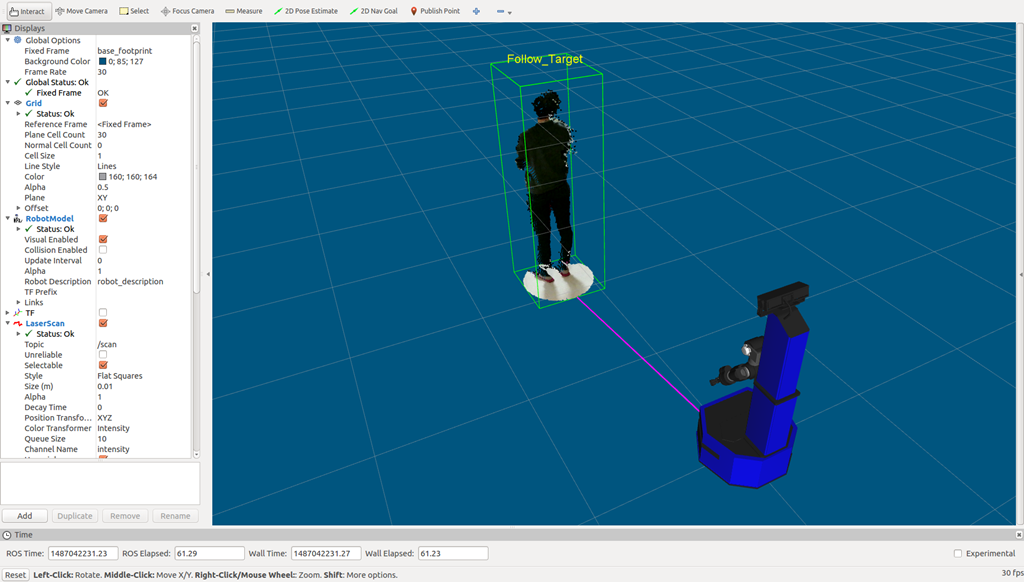 Interact Move Camera Select Focus Camera Measure 2D Pose Estimate 2D Nav Goal Publish Point
Displays
Global Options
Fixed Frame base_footprint
Background Color 0; 85; 127
Frame Rate 30
Global Status: Ok
Fixed Frame OK
Grid
Status: Ok
Reference Frame <Fixed Frame>
Plane Cell Count 30
Normal Cell Count 0
Cell Size 1
Line Style Lines
Color 160; 160; 164
Alpha 0.5
Plane XY
Offset 0; 0; 0
RobotModel
Status: Ok
Visual Enabled
Collision Enabled
Update Interval 0
Alpha 1
Robot Description robot_description
TF Prefix
Links
TF
LaserScan
Status: Ok
Topic /scan
Unreliable
Selectable
Style Flat Squares
Size (m) 0.01
Alpha 1
Decay Time 0
Position Transfo... XYZ
Color Transformer Intensity
Queue Size 10
Channel Name intensity
Add Duplicate Remove Rename
Follow_Target
Time
ROS Time: 1487042231.23 ROS Elapsed: 61.29 Wall Time: 1487042231.27 Wall Elapsed: 61.23 Experimental
Reset Left-Click: Rotate. Middle-Click: Move X/Y. Right-Click/Mouse Wheel:: Zoom. Shift: More options. 30 fps